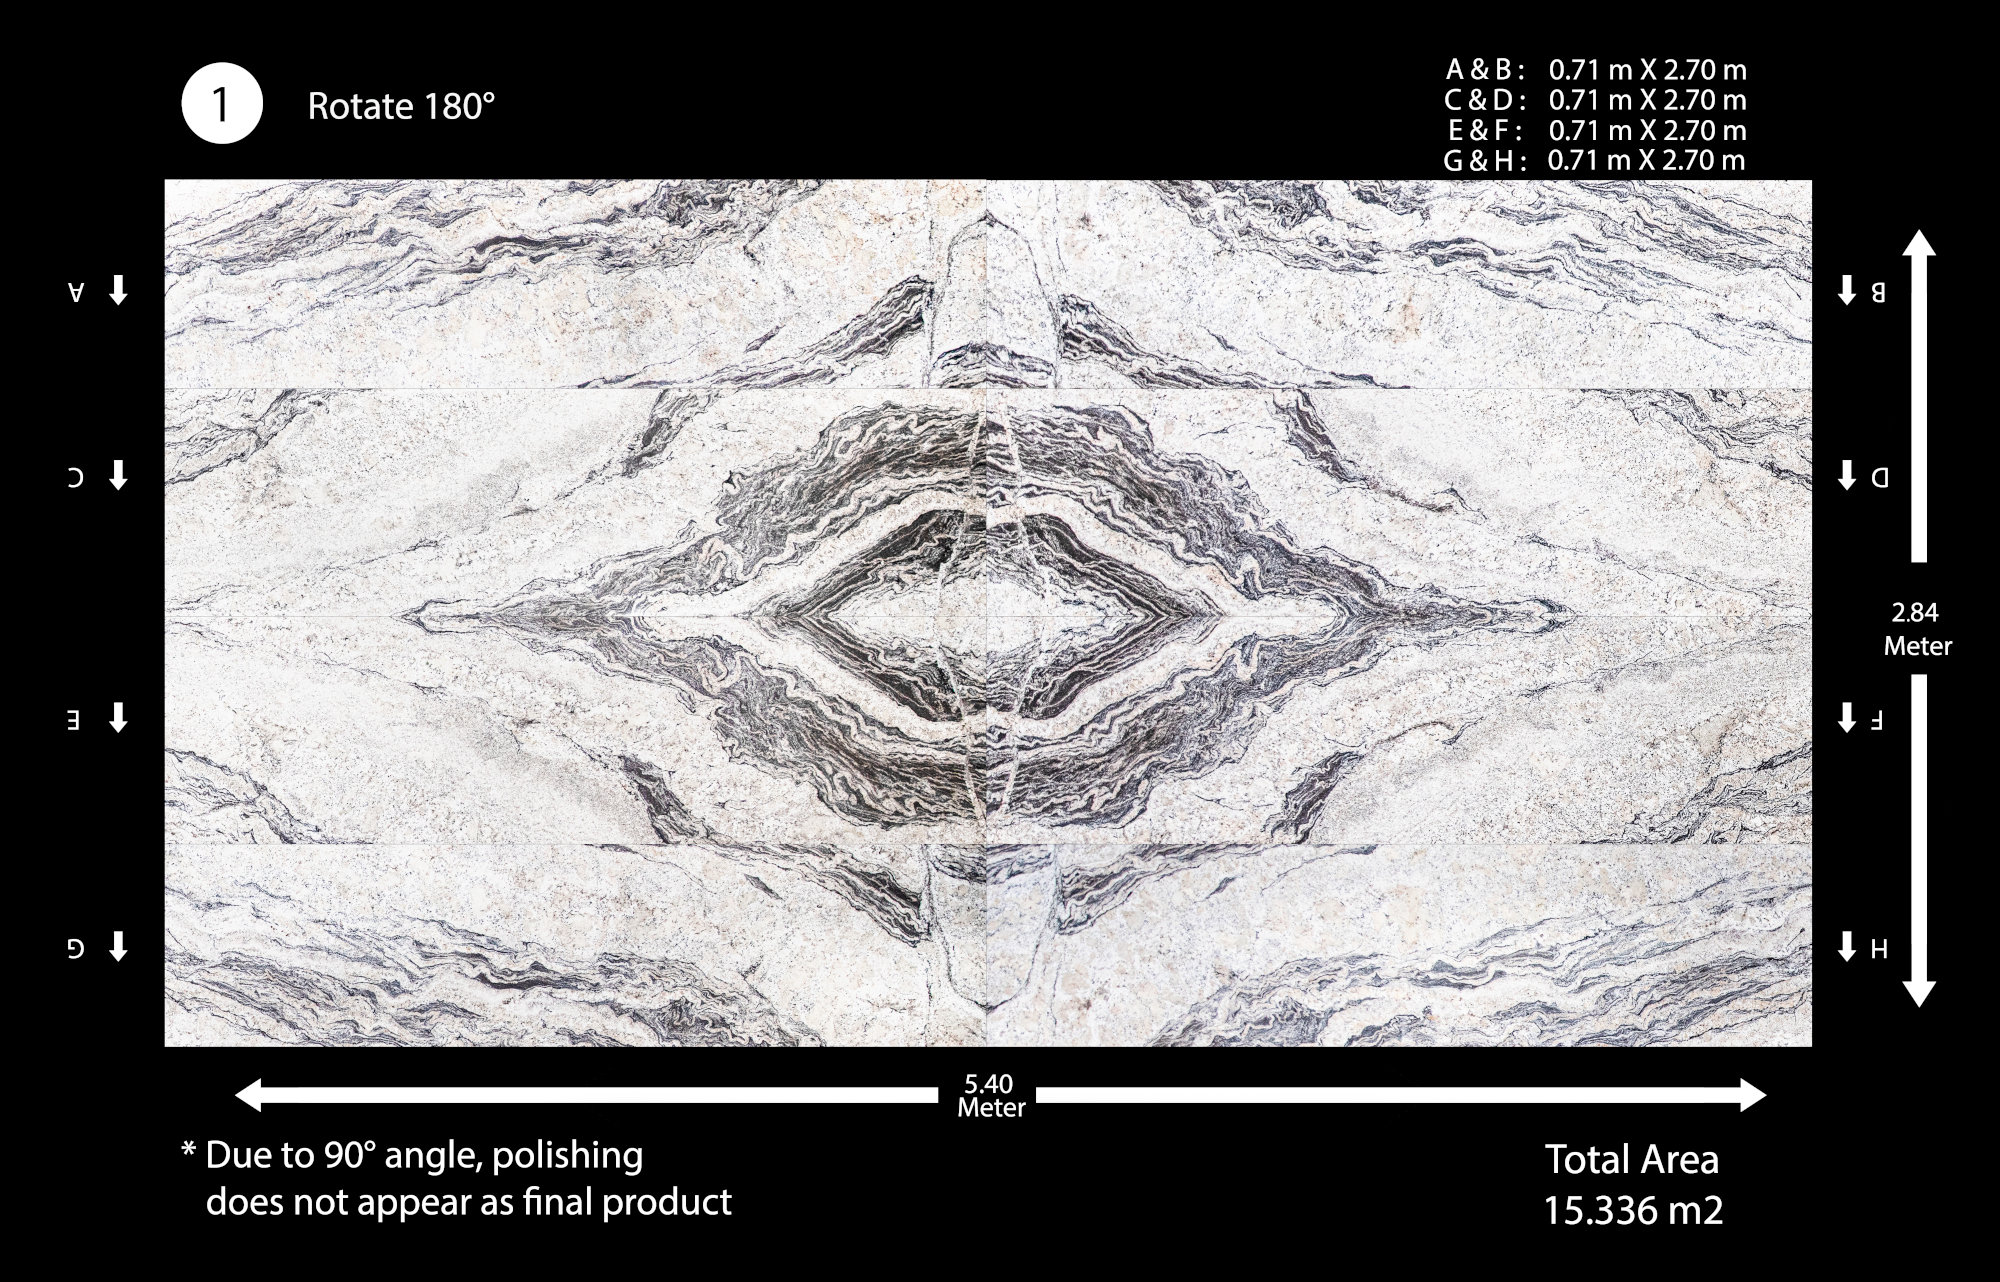 1
Rotate 180°
A & B : 0.71 m X 2.70 m
C & D : 0.71 m X 2.70 m
E & F : 0.71 m X 2.70 m
G & H : 0.71 m X 2.70 m
A
B
C
D
2.84
Meter
E
F
G
H
5.40
Meter
* Due to 90° angle, polishing
does not appear as final product
Total Area
15.336 m2